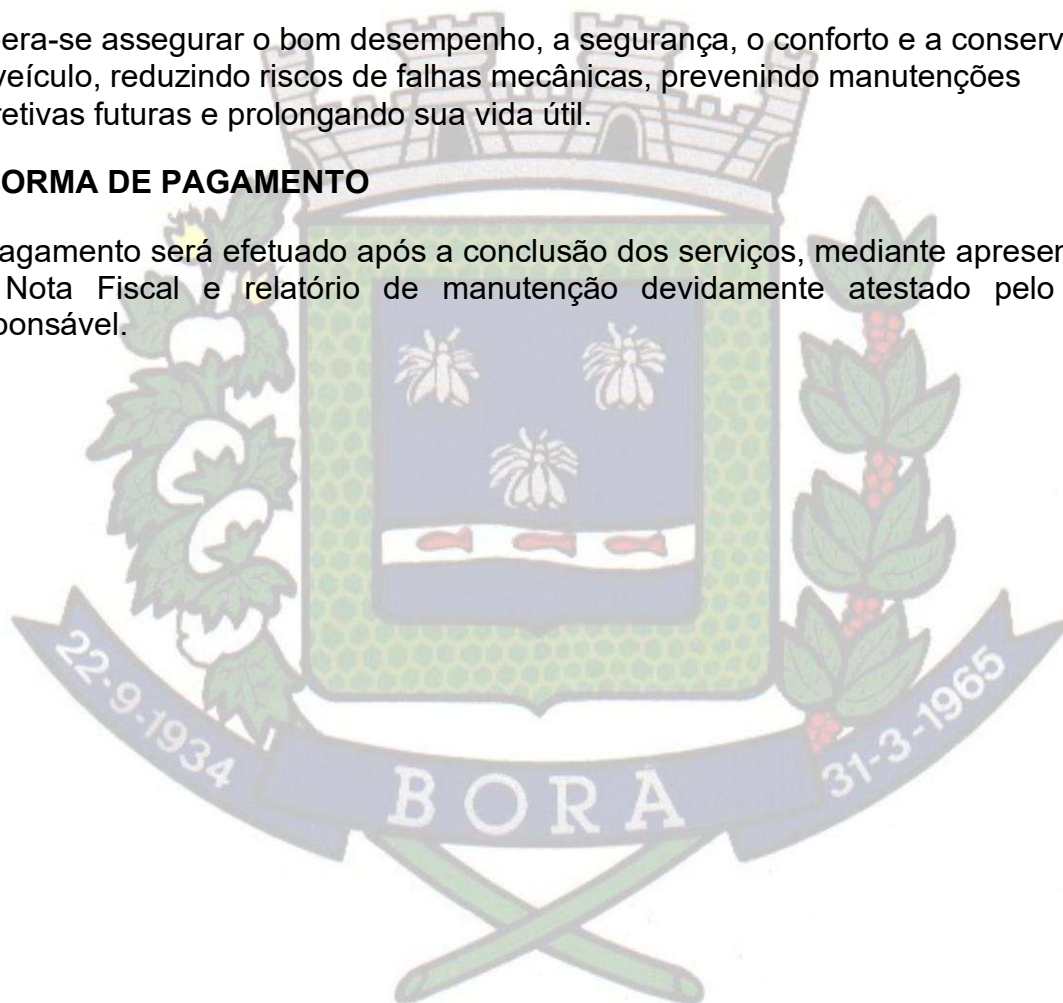 era-se assegurar o bom desempenho, a segurança, o conforto e a conserv
veículo, reduzindo riscos de falhas mecânicas, prevenindo manutenções
retivas futuras e prolongando sua vida útil.
ORMA DE PAGAMENTO
agamento será efetuado após a conclusão dos serviços, mediante apresen
Nota Fiscal e relatório de manutenção devidamente atestado pelo
ponsável.
22-9-1934
BORÁ
31-3-1965